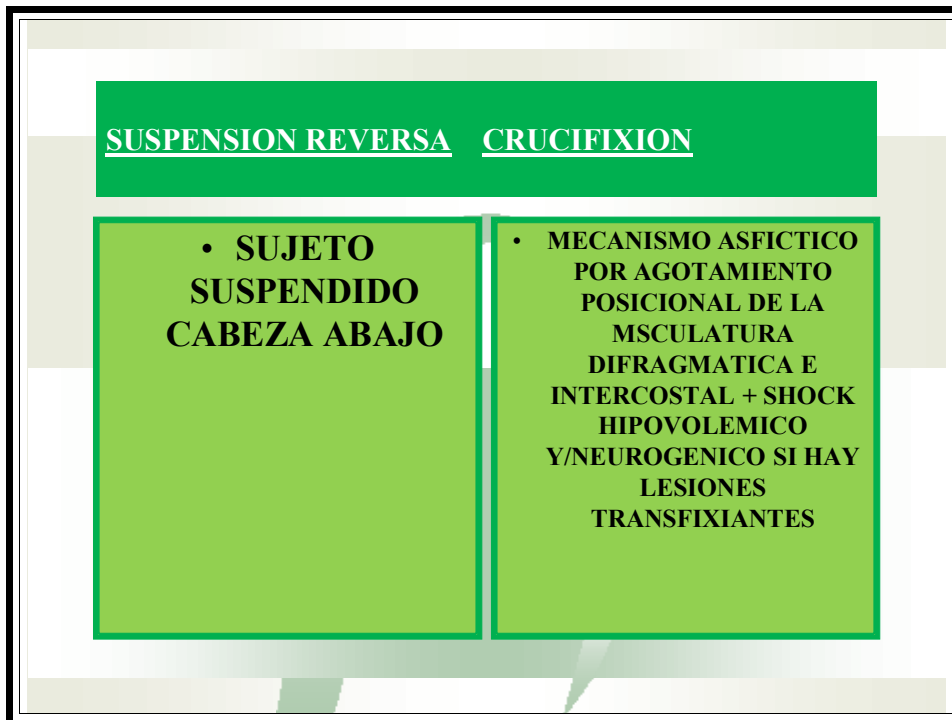 SUSPENSION REVERSA CRUCIFIXION
• SUJETO
SUSPENDIDO
CABEZA ABAJO
• MECANISMO ASFICTICO
POR AGOTAMIENTO
POSICIONAL DE LA
MSCULATURA
DIFRAGMATICA E
INTERCOSTAL + SHOCK
HIPOVOLEMICO
Y/NEUROGENICO SI HAY
LESIONES
TRANSFIXIANTES